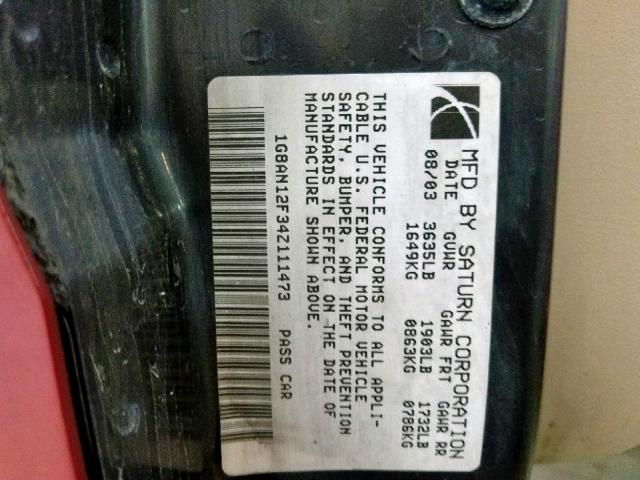 MFD BY SATURN CORPORATION
DATE GVWR GAWR FRT GAWR RR
08/03 3635LB 1903LB 1732LB
1649KG 0863KG 0786KG
THIS VEHICLE CONFORMS TO ALL APPLI-
CABLE U.S. FEDERAL MOTOR VEHICLE
SAFETY, BUMPER, AND THEFT PREVENTION
STANDARDS IN EFFECT ON THE DATE OF
MANUFACTURE SHOWN ABOVE.
1G8AN12F34Z111473 PASS CAR